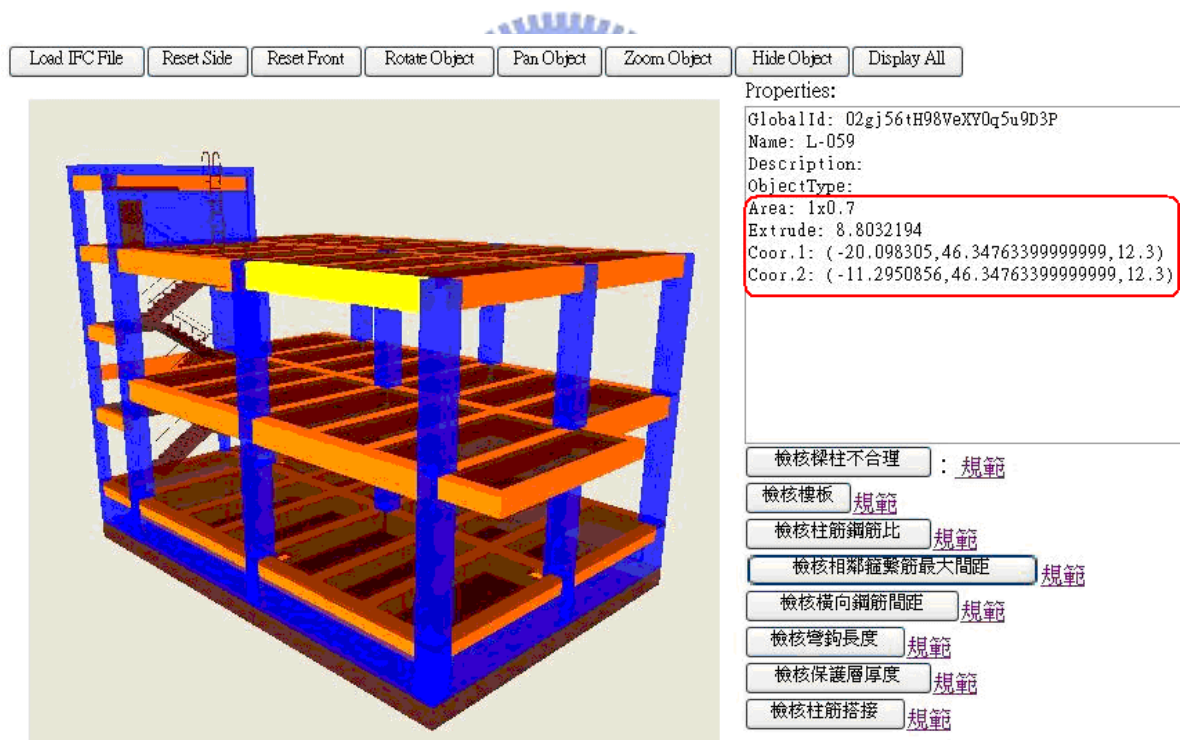 Load IFC File Reset Side Reset Front Rotate Object Pan Object Zoom Object Hide Object Display All
Properties:
GlobalId: 02gj56tH98VeXY0q5u9D3P
Name: L-059
Description:
ObjectType:
Area: 1x0.7
Extrude: 8.8032194
Coor.1: (-20.098305,46.34763399999999,12.3)
Coor.2: (-11.2950856,46.34763399999999,12.3)
檢核樑柱不合理 : 規範
檢核樓板 規範
檢核柱筋鋼筋比 規範
檢核相鄰箍繫筋最大間距 規範
檢核橫向鋼筋間距 規範
檢核彎鉤長度 規範
檢核保護層厚度 規範
檢核柱筋搭接 規範